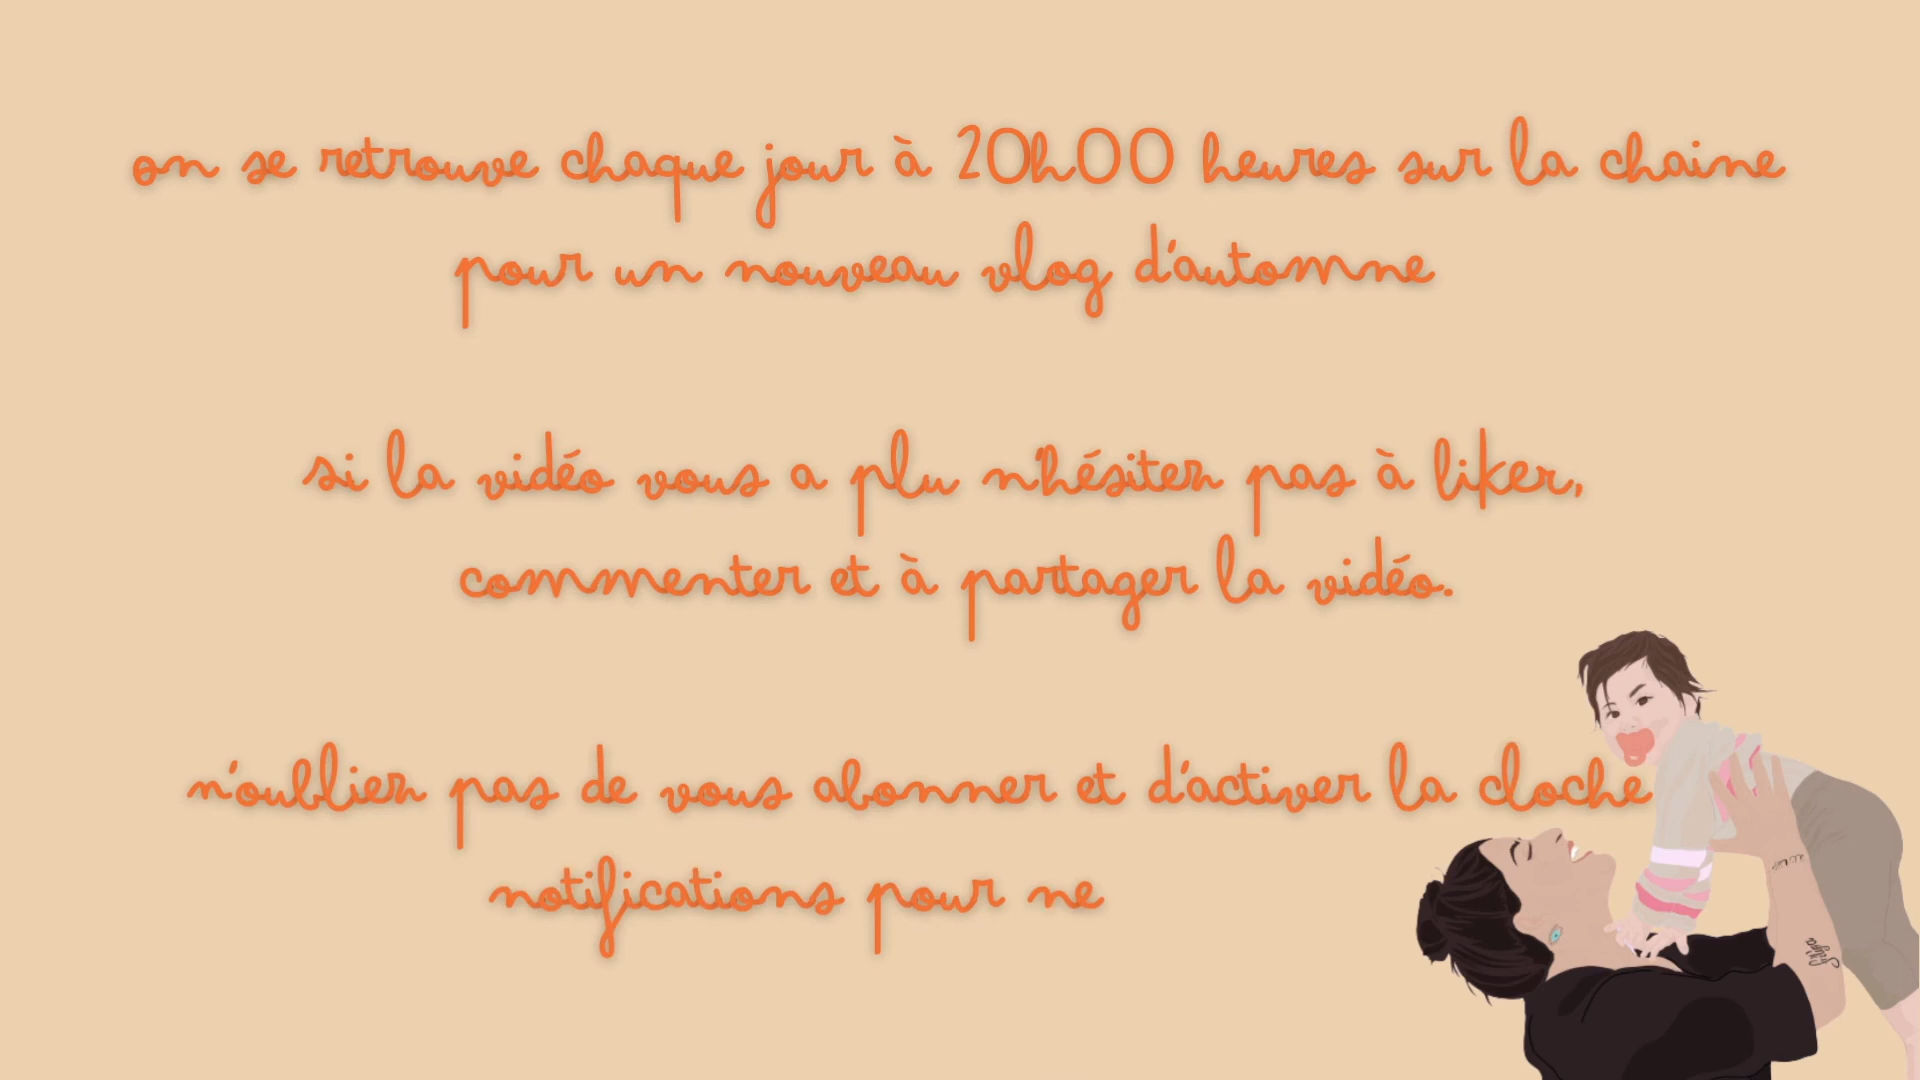 on se retrouve chaque jour à 20h00 heures sur la chaine
pour un nouveau vlog d'automne
si la vidéo vous a plu n'hésitez pas à liker,
commenter et à partager la vidéo.
n'oubliez pas de vous abonner et d'activer la cloche
notifications pour ne